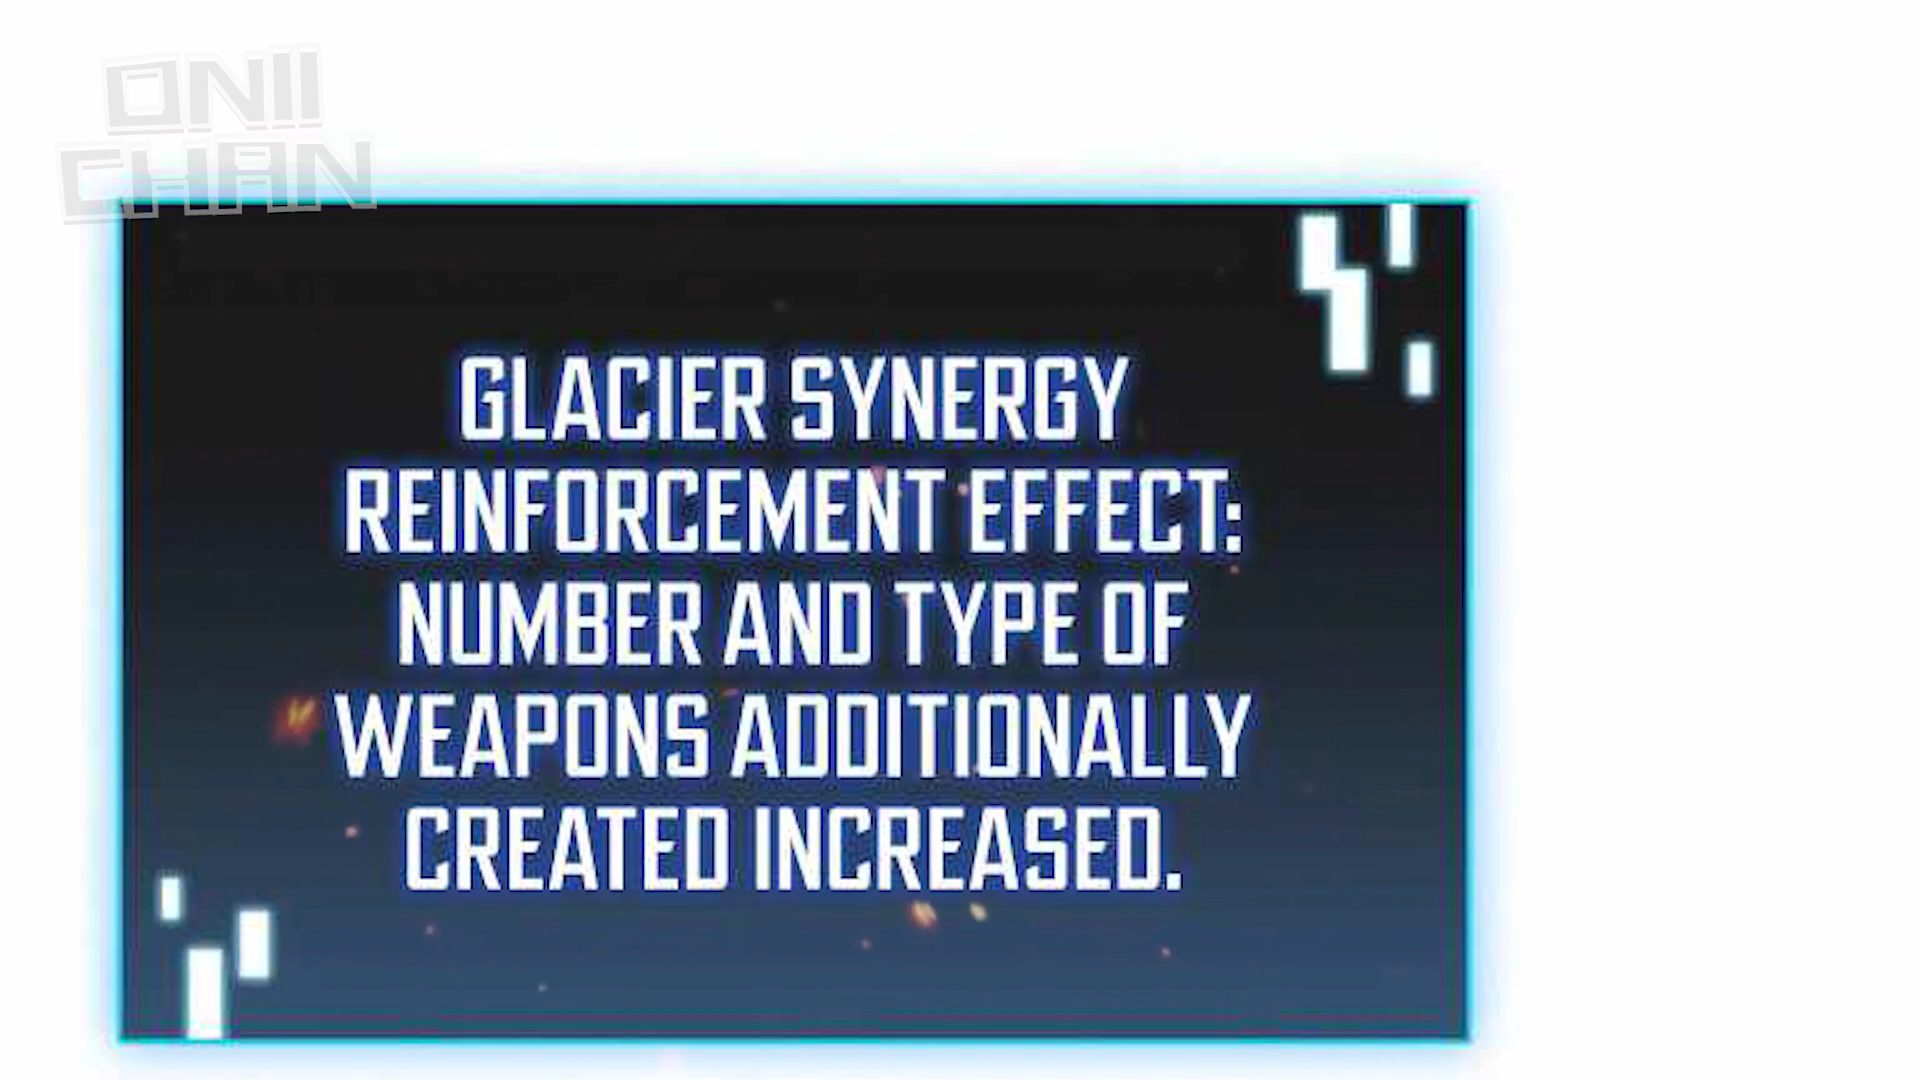 ONII
CHAN
GLACIER SYNERGY
REINFORCEMENT EFFECT:
NUMBER AND TYPE OF
WEAPONS ADDITIONALLY
CREATED INCREASED.